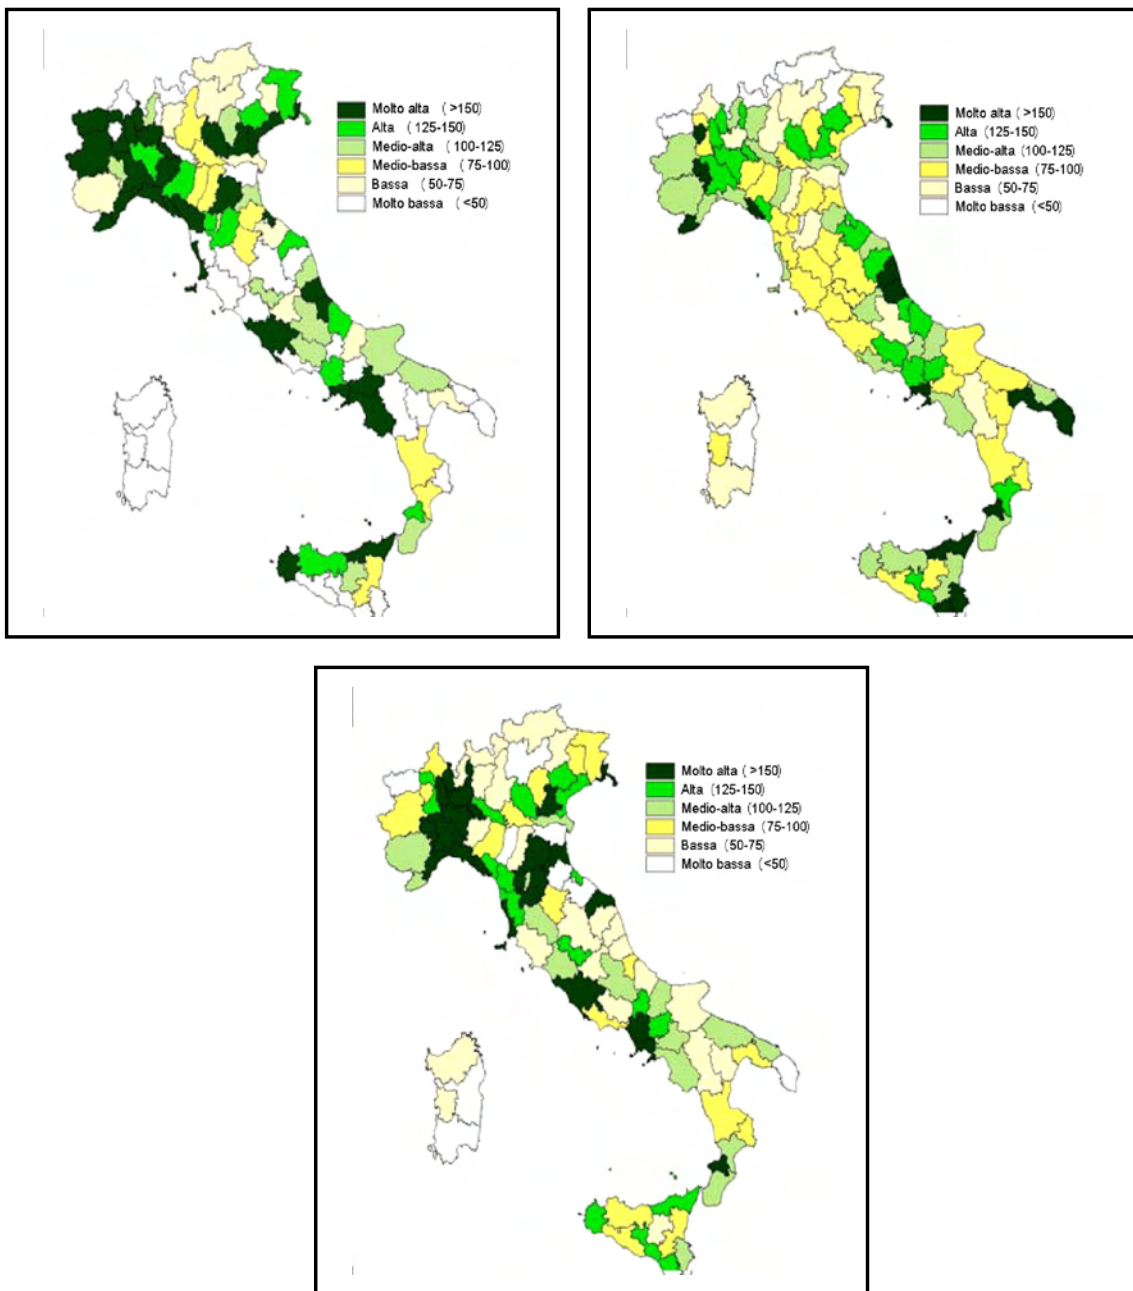 Molto alta ( >150)
Alta (125-150)
Medio-alta ( 100-125)
Medio-bassa ( 75-100)
Bassa ( 50-75)
Molto bassa ( <50)
Molto alta ( >150)
Alta (125-150)
Medio-alta (100-125)
Medio-bassa (75-100)
Bassa (50-75)
Molto bassa (<50)
Molto alta ( >150)
Alta (125-150)
Medio-alta (100-125)
Medio-bassa (75-100)
Bassa (50-75)
Molto bassa (<50)